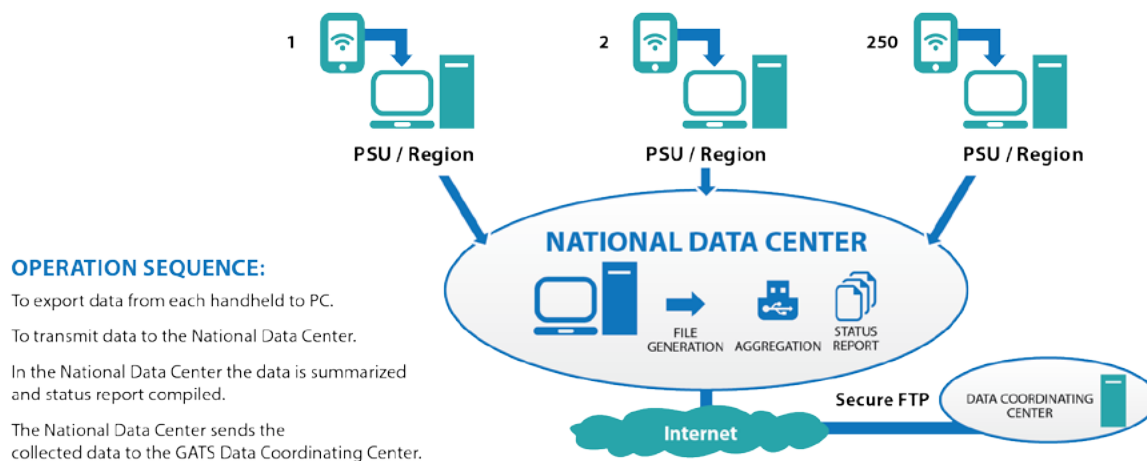 1
2
250
PSU / Region
PSU / Region
PSU / Region
NATIONAL DATA CENTER
FILE
GENERATION
AGGREGATION
STATUS
REPORT
OPERATION SEQUENCE:
To export data from each handheld to PC.
To transmit data to the National Data Center.
In the National Data Center the data is summarized
and status report compiled.
The National Data Center sends the
collected data to the GATS Data Coordinating Center.
Internet
Secure FTP
DATA COORDINATING
CENTER